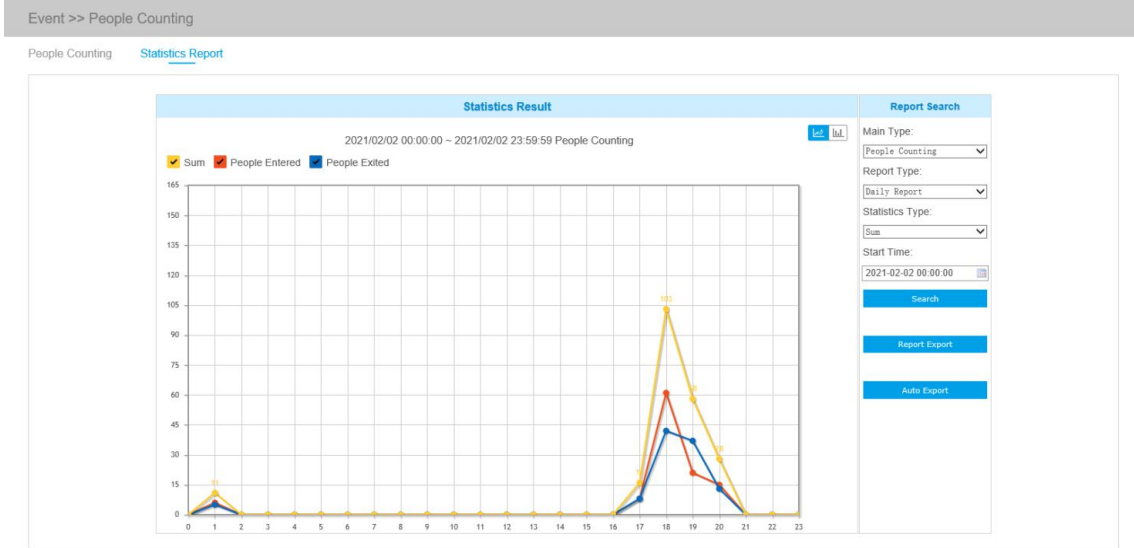 Event >> People Counting
People Counting Statistics Report
Statistics Result
2021/02/02 00:00:00 ~ 2021/02/02 23:59:59 People Counting
Sum People Entered People Exited
165
150
135
120
105
90
75
60
45
30
15
0
103
11
0 1 2 3 4 5 6 7 8 9 10 11 12 13 14 15 16 17 18 19 20 21 22 23
Report Search
Main Type:
People Counting
Report Type:
Daily Report
Statistics Type:
Sum
Start Time:
2021-02-02 00:00:00
Search
Report Export
Auto Export